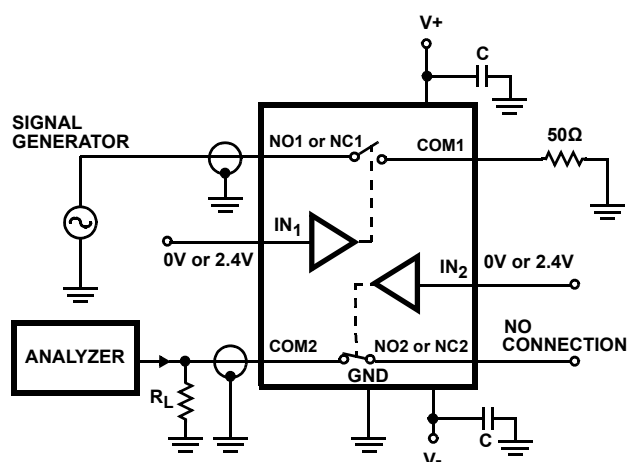 V+
C
SIGNAL
GENERATOR
NO1 or NC1
COM1
50Ω
IN1
0V or 2.4V
IN2
0V or 2.4V
ANALYZER
COM2
NO2 or NC2
NO
CONNECTION
GND
RL
C
V-